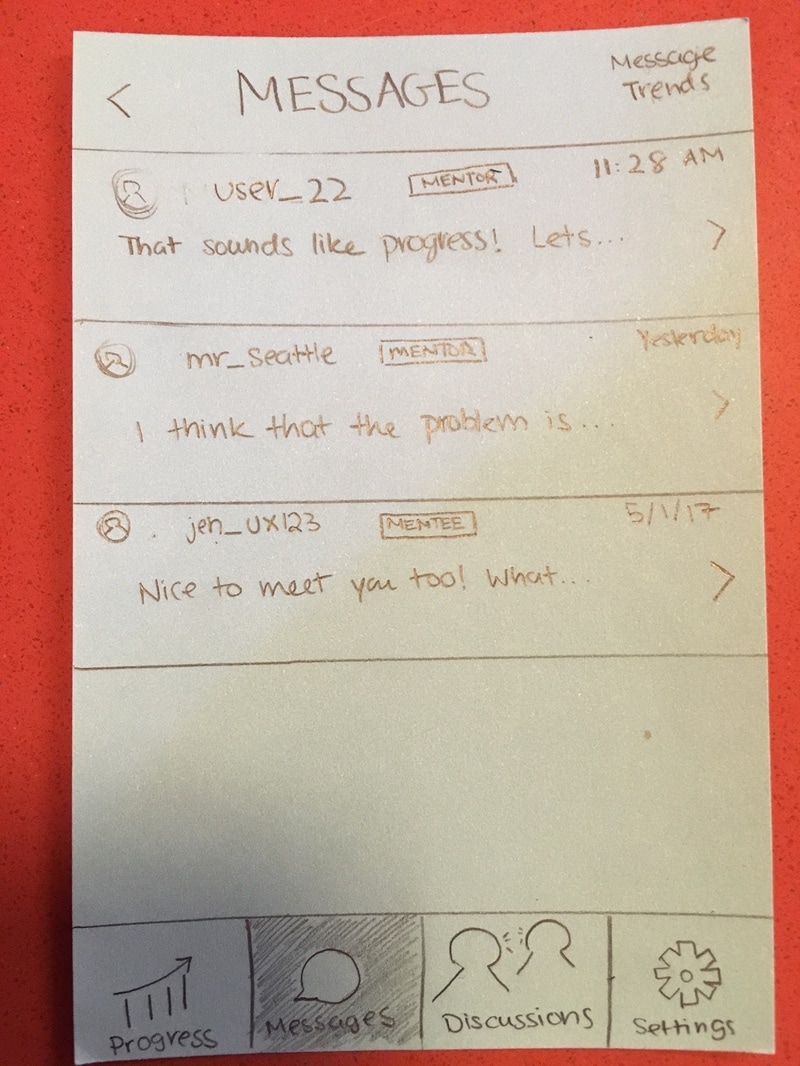 < MESSAGES Message Trends
user_22 MENTOR 11:28 AM
That sounds like progress! Lets... >
mr_seattle MENTOR Yesterday
I think that the problem is... >
jen_UX123 MENTEE 5/1/17
Nice to meet you too! What... >
Progress Messages Discussions Settings